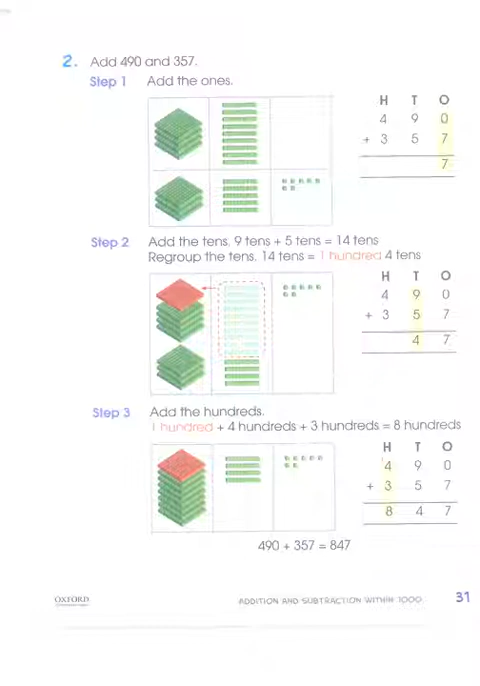 2. Add 490 and 357.
Step 1 Add the ones.
H T O
4 9 0
+ 3 5 7
7
Step 2 Add the tens. 9 tens + 5 tens = 14 tens
Regroup the tens. 14 tens = 1 hundred 4 tens
H T O
4 9 0
+ 3 5 7
4 7
Step 3 Add the hundreds.
1 hundred + 4 hundreds + 3 hundreds = 8 hundreds
H T O
¹4 9 0
+ 3 5 7
8 4 7
490 + 357 = 847
OXFORD
ADDITION AND SUBTRACTION WITHIN 1000
31